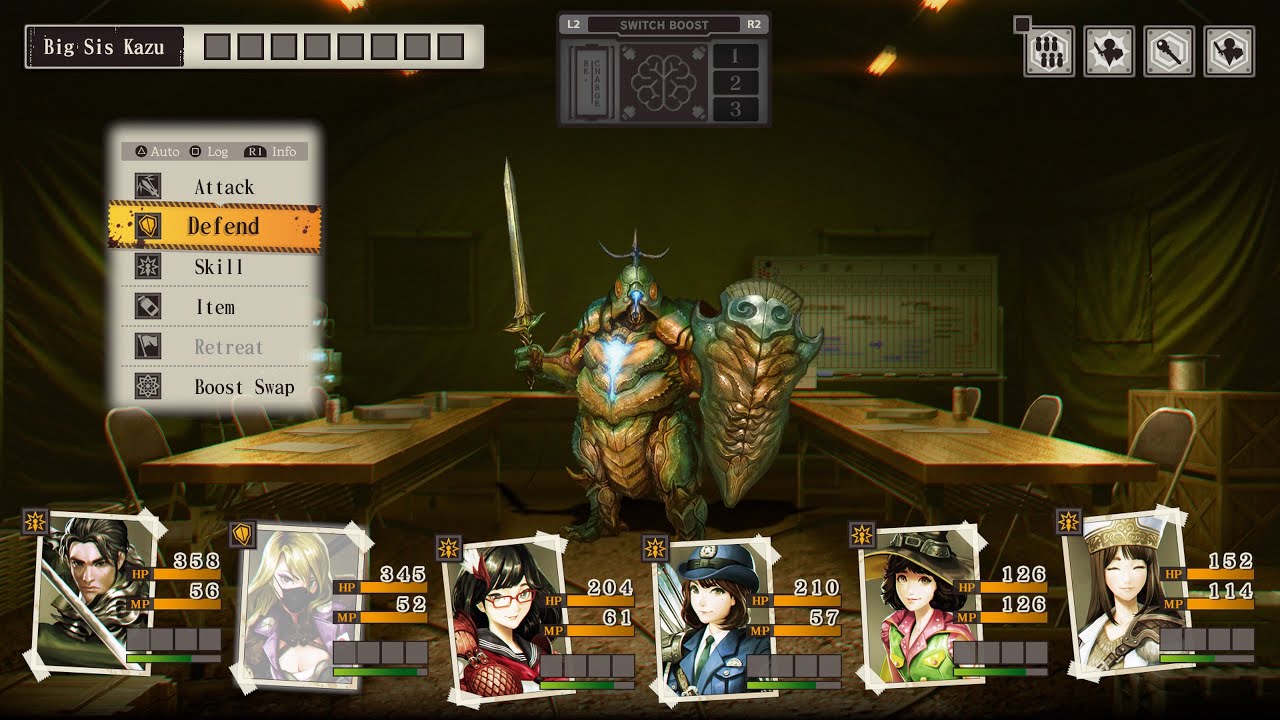 Big Sis Kazu
L2 SWITCH BOOST R2
BE. CHARGE
1
2
3
Auto Log R1 Info
Attack
Defend
Skill
Item
Retreat
Boost Swap
HP 358
MP 56
HP 345
MP 52
HP 204
MP 61
HP 210
MP 57
HP 126
MP 126
HP 152
MP 114